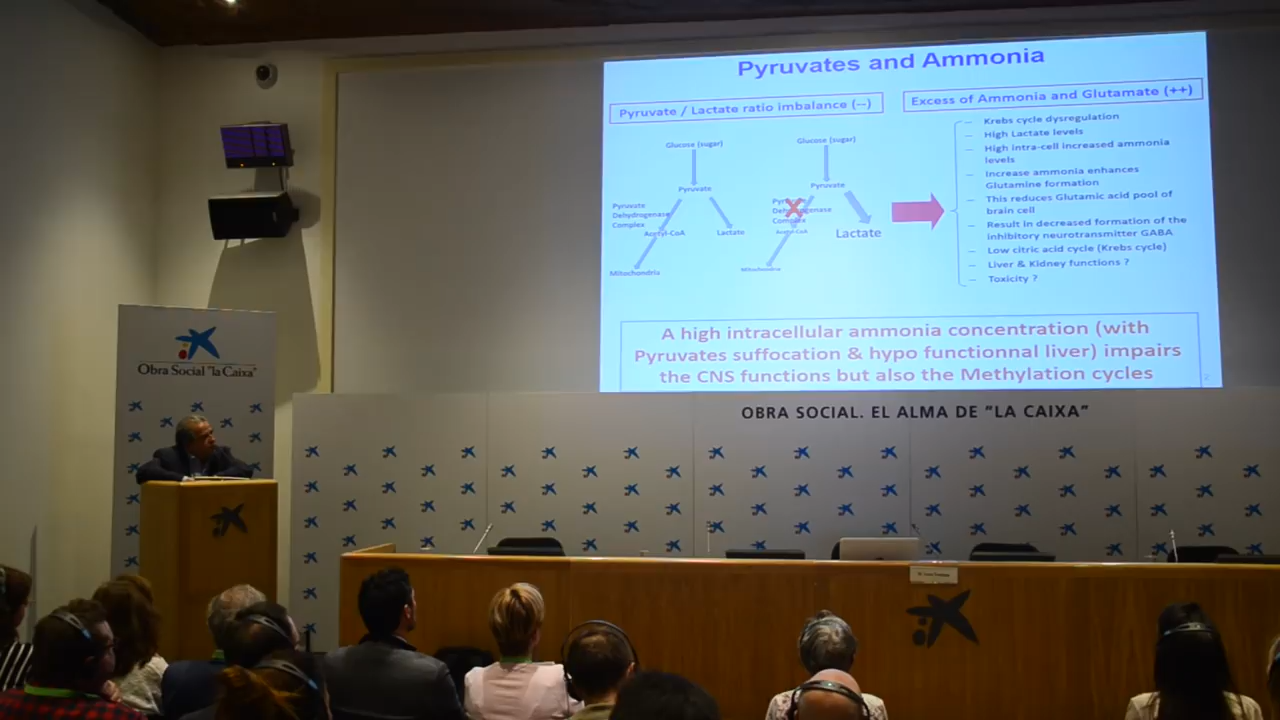 Pyruvates and Ammonia
Pyruvate / Lactate ratio imbalance (--)
Excess of Ammonia and Glutamate (++)
Glucose (sugar)
Pyruvate
Pyruvate
Dehydrogenase
Complex
Acetyl-CoA
Lactate
Mitochondria
Glucose (sugar)
Pyruvate
Dehydrogenase
Complex
Acetyl-CoA
Lactate
Mitochondria
– Krebs cycle dysregulation
– High Lactate levels
– High intra-cell increased ammonia
levels
– Increase ammonia enhances
Glutamine formation
– This reduces Glutamic acid pool of
brain cell
– Result in decreased formation of the
inhibitory neurotransmitter GABA
– Low citric acid cycle (Krebs cycle)
– Liver & Kidney functions ?
– Toxicity ?
A high intracellular ammonia concentration (with
Pyruvates suffocation & hypo functionnal liver) impairs
the CNS functions but also the Methylation cycles
Obra Social "la Caixa"
OBRA SOCIAL. EL ALMA DE "LA CAIXA"